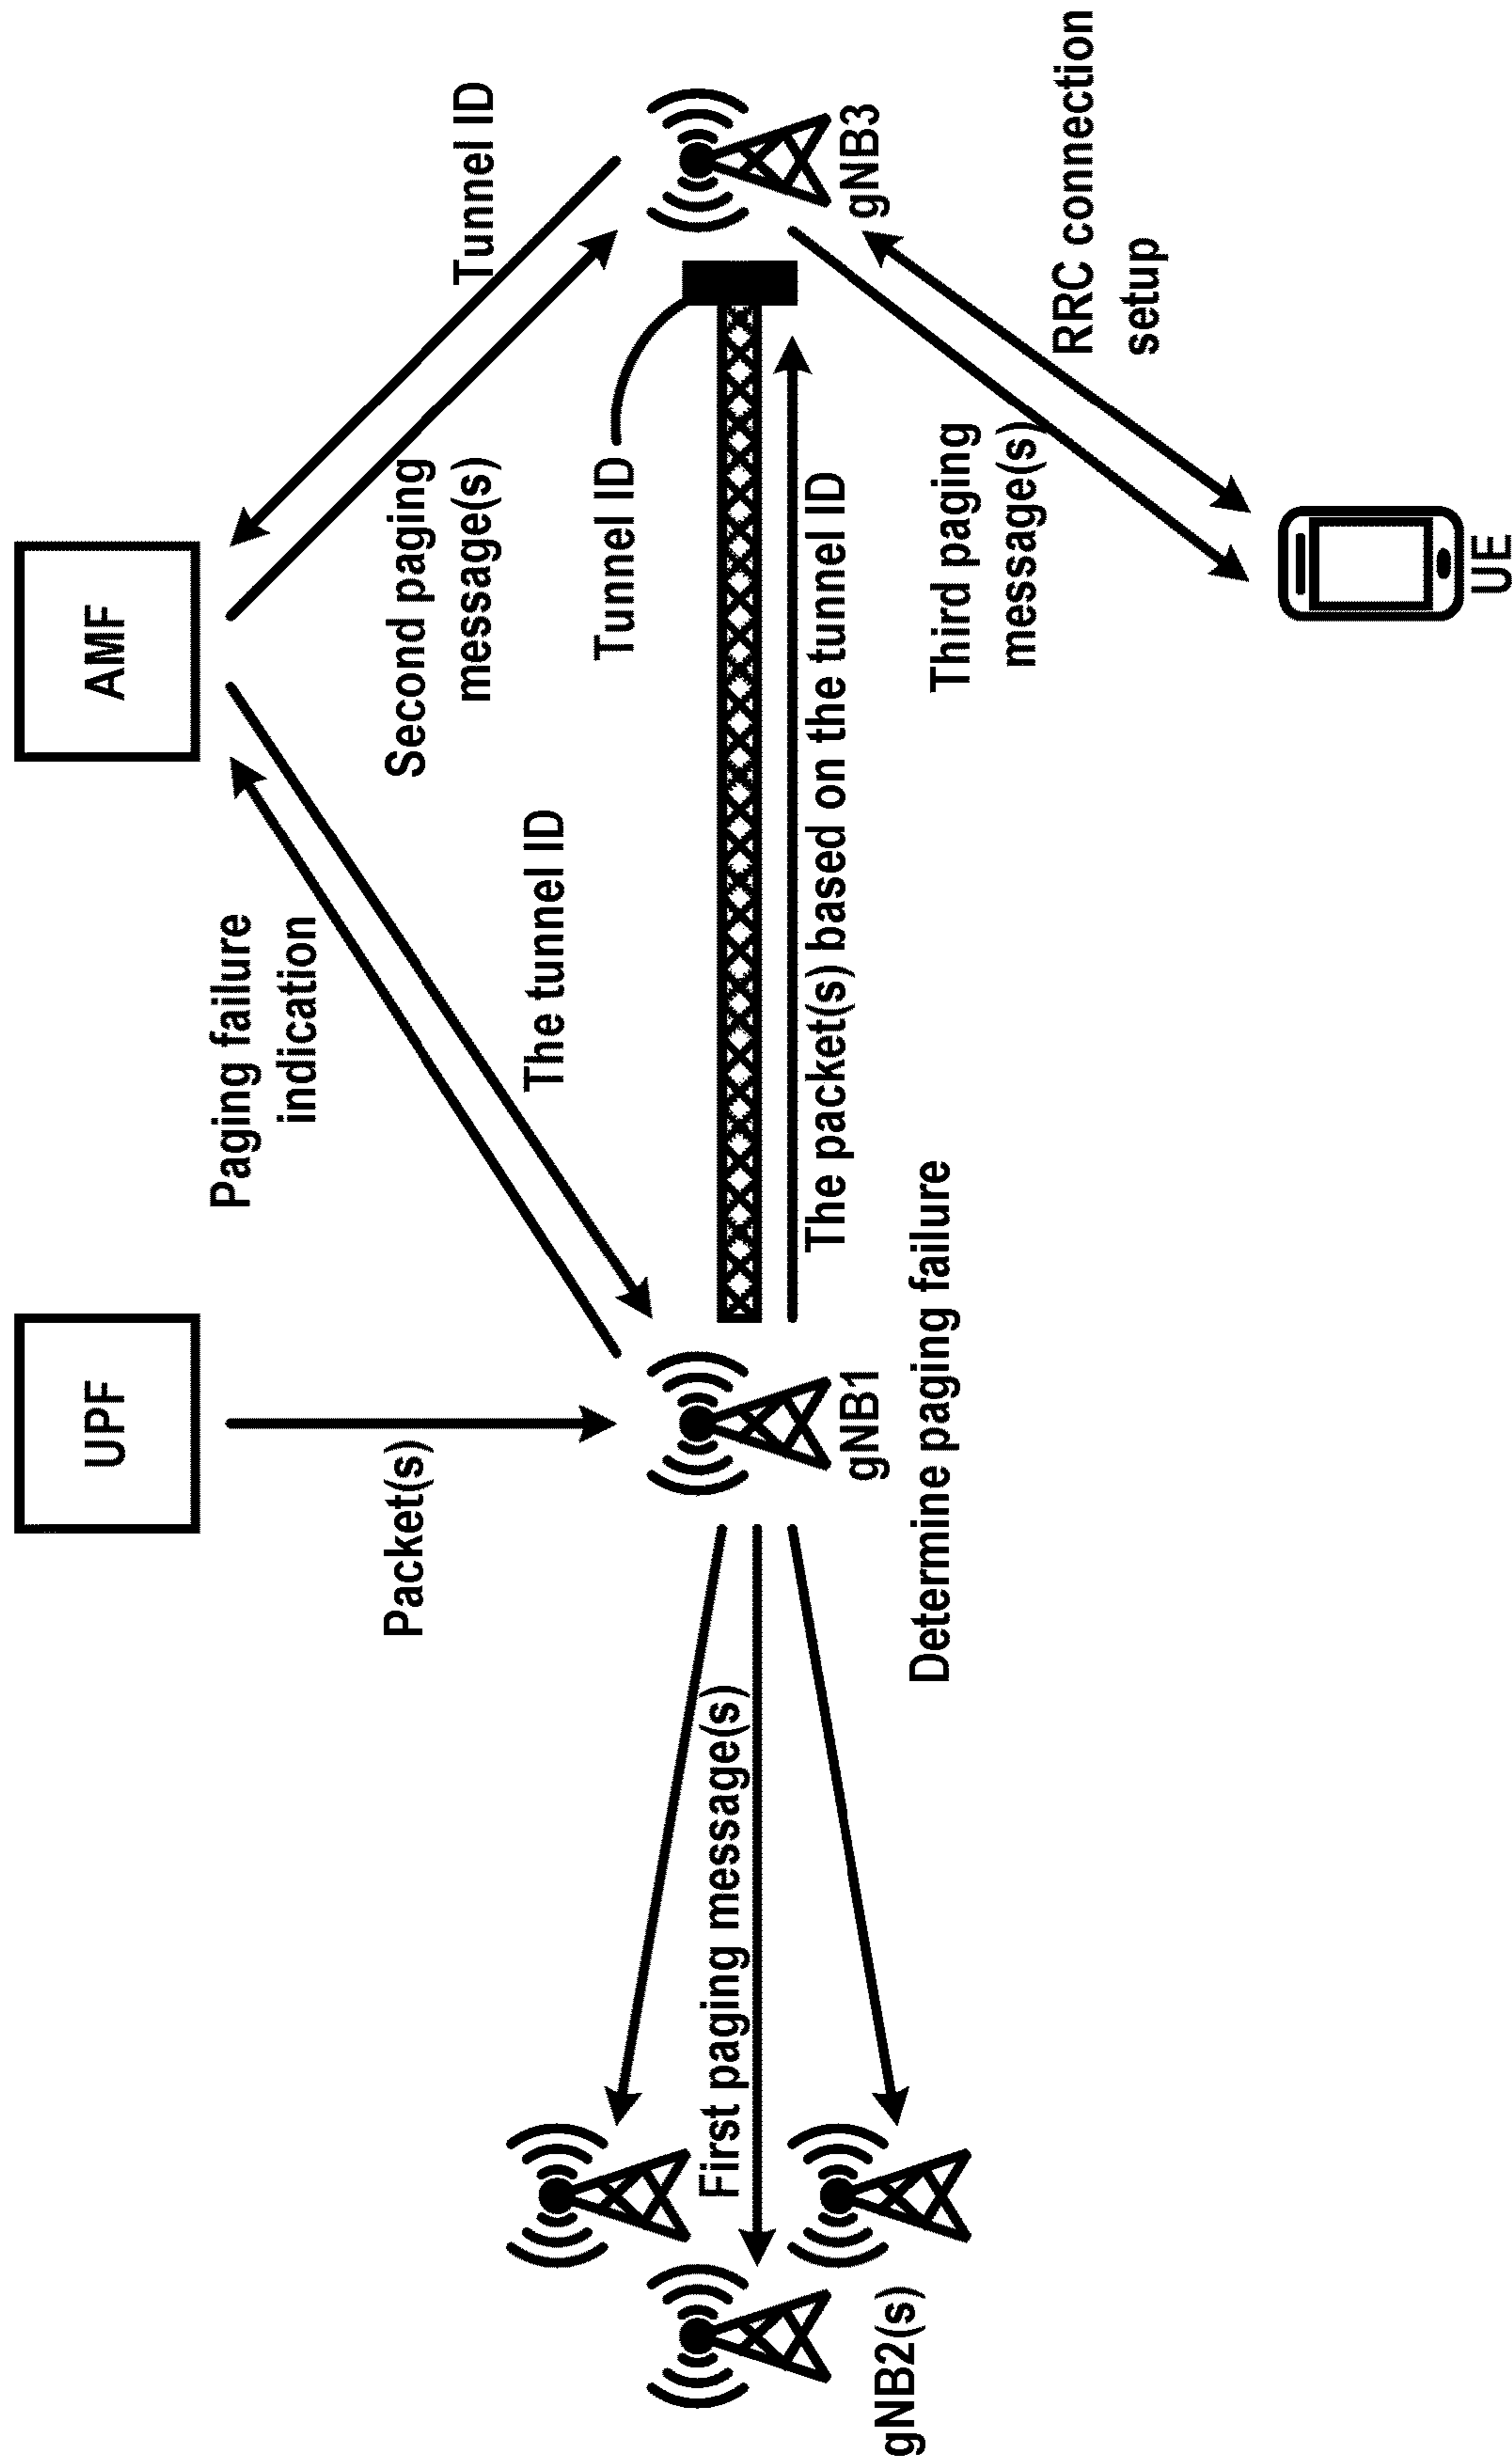 UPF
AMF
Packet(s)
Paging failure
indication
The tunnel ID
Second paging
message(s)
Tunnel ID
Tunnel ID
First paging message(s)
gNB2(s)
gNB1
Determine paging failure
The packet(s) based on the tunnel ID
gNB3
Third paging
message(s)
RRC connection
setup
UE